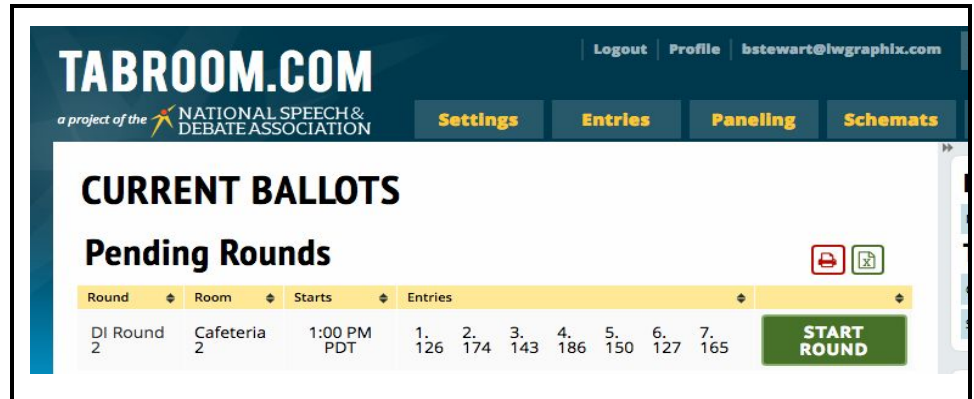 TABROOM.COM
Logout Profile bstewart@lwgraphix.com
a project of the NATIONAL SPEECH &
DEBATE ASSOCIATION
Settings Entries Paneling Schemats
CURRENT BALLOTS
Pending Rounds
Round Room Starts Entries
DI Round Cafeteria 1:00 PM 1. 2. 3. 4. 5. 6. 7. START
2 2 PDT 126 174 143 186 150 127 165 ROUND